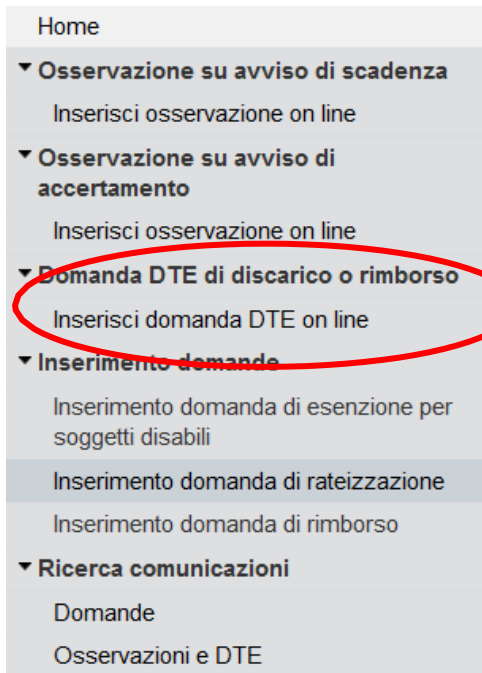 Home
Osservazione su avviso di scadenza
Inserisci osservazione on line
Osservazione su avviso di
accertamento
Inserisci osservazione on line
Domanda DTE di discarico o rimborso
Inserisci domanda DTE on line
Inserimento domande
Inserimento domanda di esenzione per
soggetti disabili
Inserimento domanda di rateizzazione
Inserimento domanda di rimborso
Ricerca comunicazioni
Domande
Osservazioni e DTE